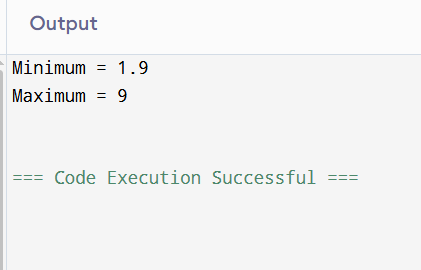 Output
Minimum = 1.9
Maximum = 9
=== Code Execution Successful ===